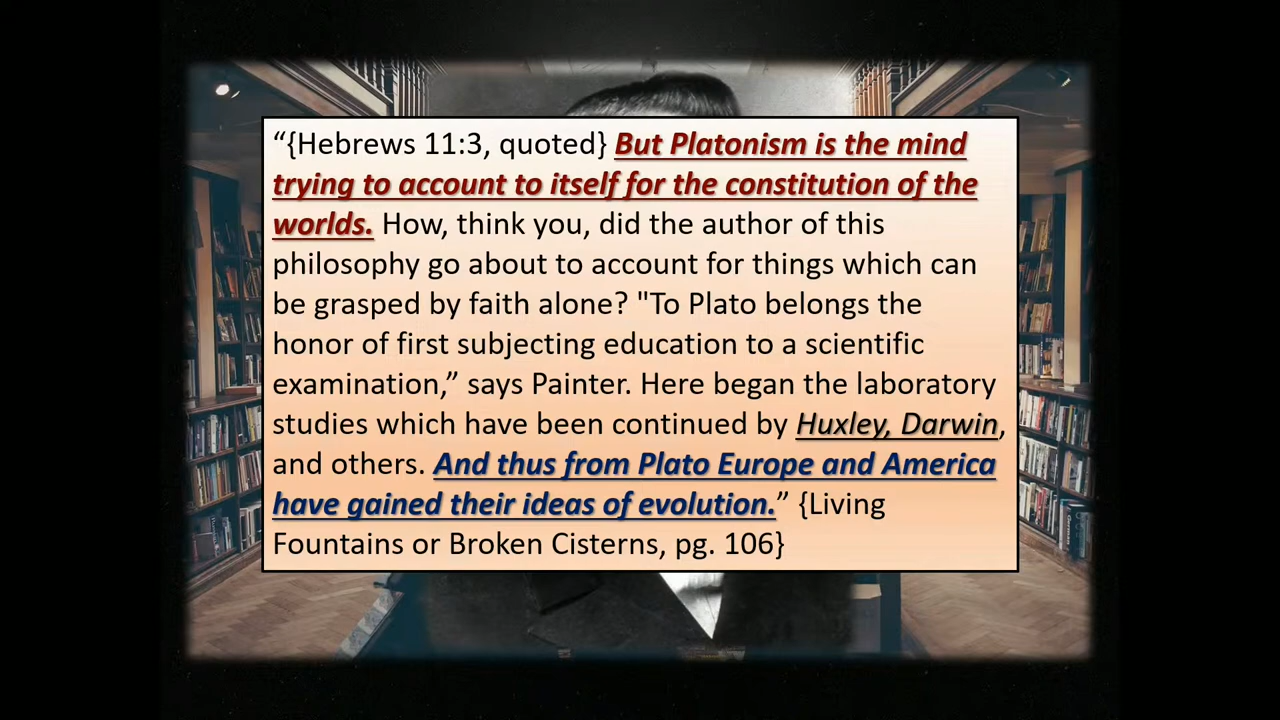 “{Hebrews 11:3, quoted} But Platonism is the mind
trying to account to itself for the constitution of the
worlds. How, think you, did the author of this
philosophy go about to account for things which can
be grasped by faith alone? "To Plato belongs the
honor of first subjecting education to a scientific
examination,” says Painter. Here began the laboratory
studies which have been continued by Huxley, Darwin,
and others. And thus from Plato Europe and America
have gained their ideas of evolution.” {Living
Fountains or Broken Cisterns, pg. 106}